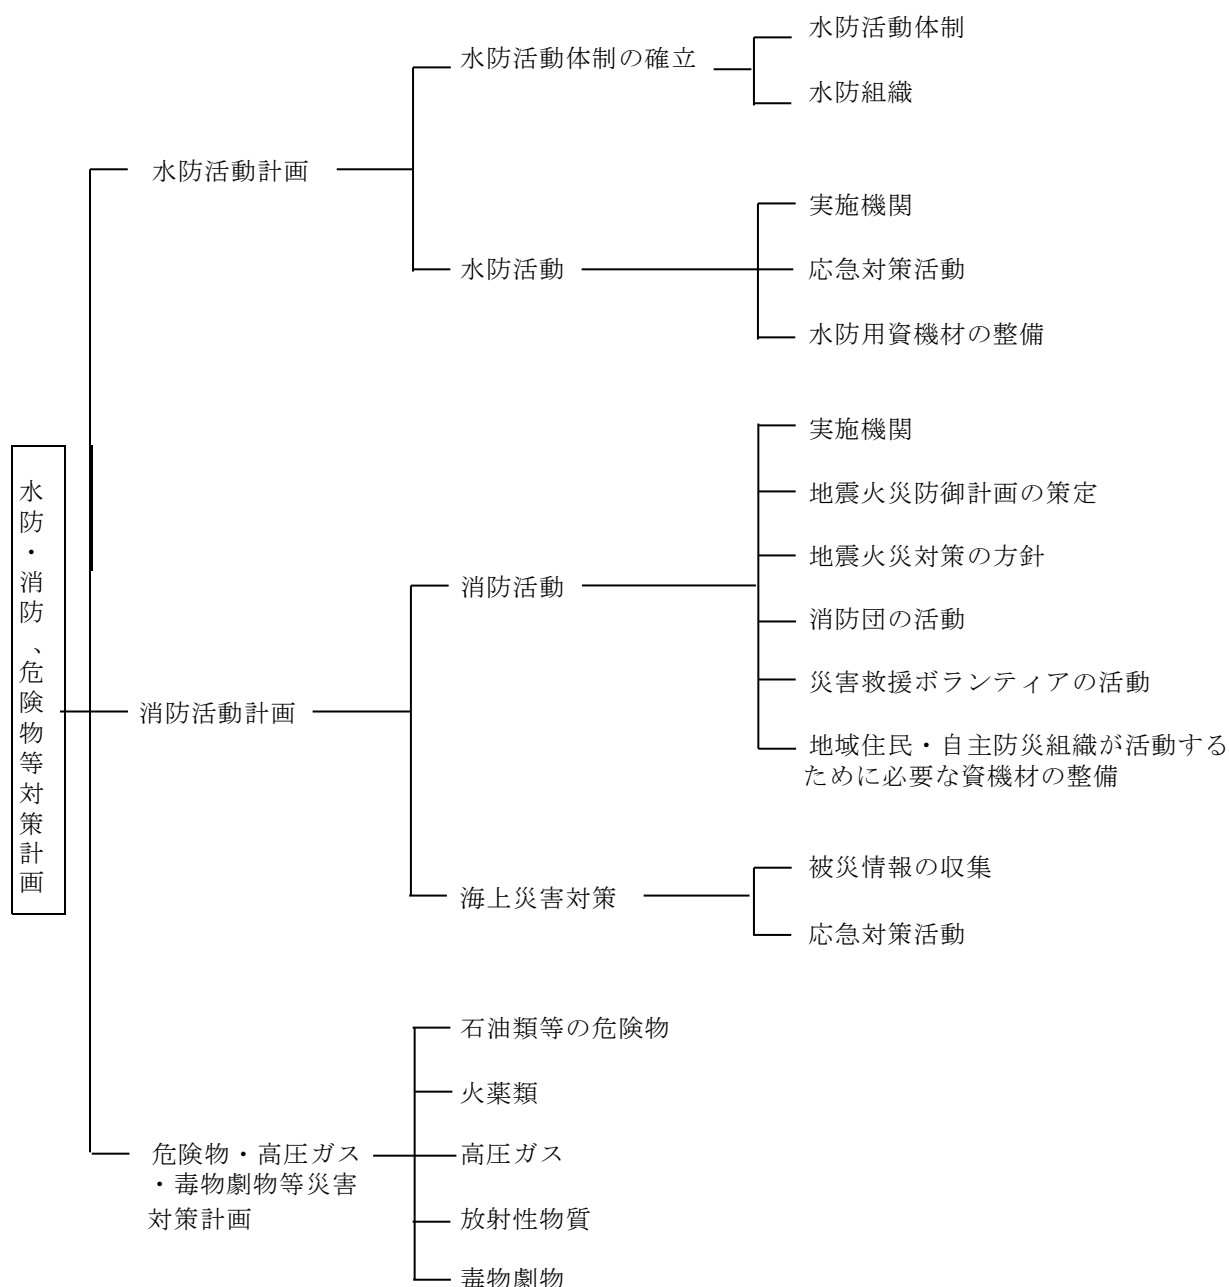 水防・消防、危険物等対策計画
水防活動計画
水防活動体制の確立
水防活動体制
水防組織
水防活動
実施機関
応急対策活動
水防用資機材の整備
消防活動計画
消防活動
実施機関
地震火災防御計画の策定
地震火災対策の方針
消防団の活動
災害救援ボランティアの活動
地域住民・自主防災組織が活動する
ために必要な資機材の整備
海上災害対策
被災情報の収集
応急対策活動
危険物・高圧ガス
・毒物劇物等災害
対策計画
石油類等の危険物
火薬類
高圧ガス
放射性物質
毒物劇物